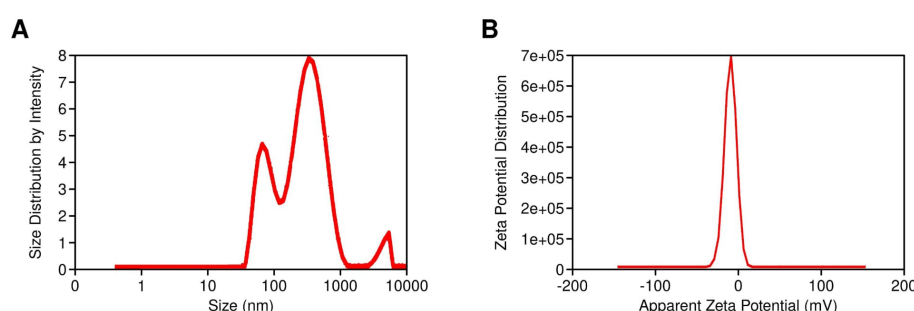 A
B
Size Distribution by Intensity
8
7
6
5
4
3
2
1
0
0 1 10 100 1000 10000
Size (nm)
Zeta Potential Distribution
7e+05
6e+05
5e+05
4e+05
3e+05
2e+05
1e+05
0
-200 -100 0 100 200
Apparent Zeta Potential (mV)